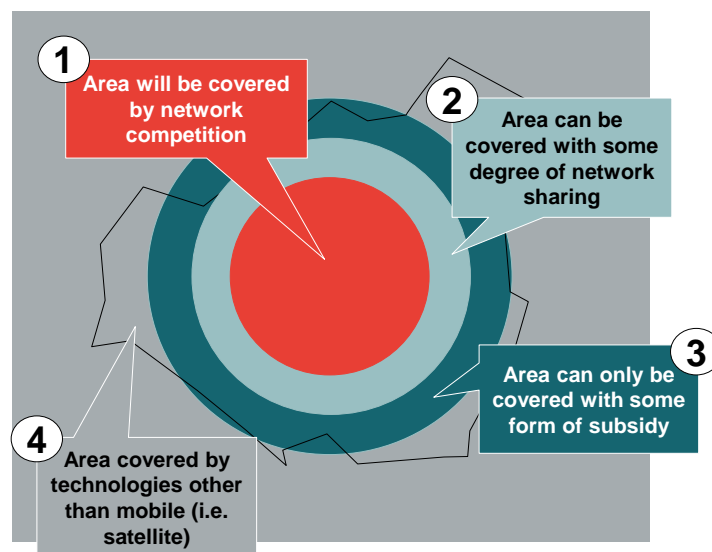 1
Area will be covered
by network
competition
2
Area can be
covered with some
degree of network
sharing
3
Area can only be
covered with some
form of subsidy
4
Area covered by
technologies other
than mobile (i.e.
satellite)